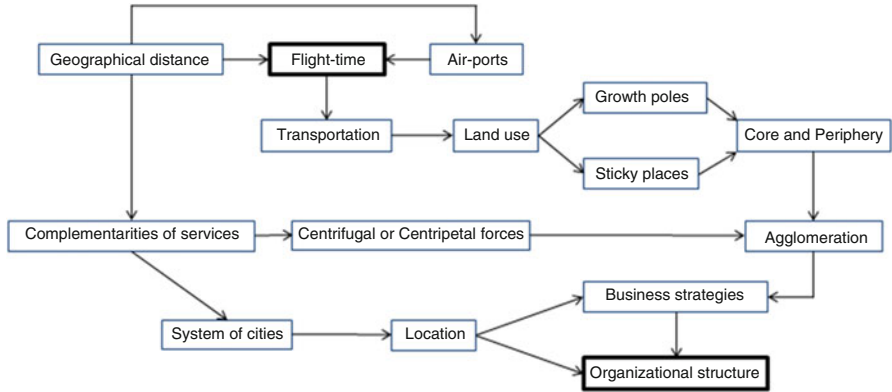 Geographical distance
Flight-time
Air-ports
Growth poles
Transportation
Land use
Core and Periphery
Sticky places
Complementarities of services
Centrifugal or Centripetal forces
Agglomeration
Business strategies
System of cities
Location
Organizational structure